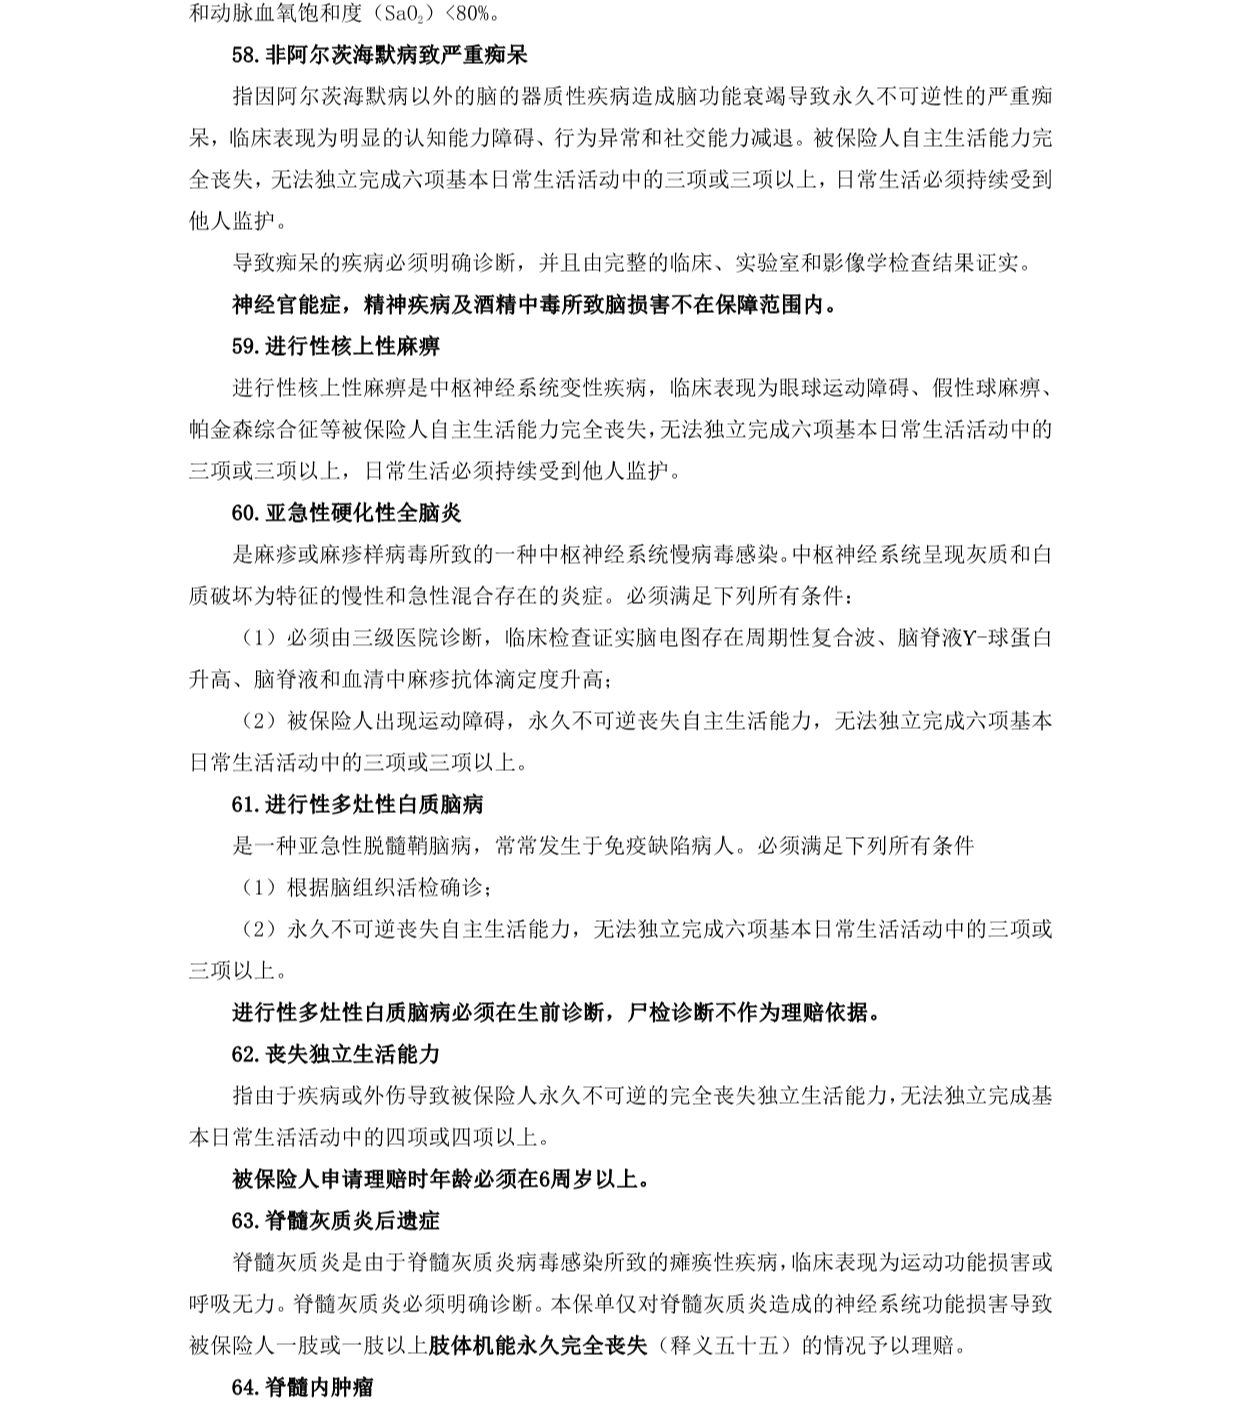 和动脉血氧饱和度（SaO₂）<80%。
58.非阿尔茨海默病致严重痴呆
指因阿尔茨海默病以外的脑的器质性疾病造成脑功能衰竭导致永久不可逆性的严重痴
呆，临床表现为明显的认知能力障碍、行为异常和社交能力减退。被保险人自主生活能力完
全丧失，无法独立完成六项基本日常生活活动中的三项或三项以上，日常生活必须持续受到
他人监护。
导致痴呆的疾病必须明确诊断，并且由完整的临床、实验室和影像学检查结果证实。
神经官能症，精神疾病及酒精中毒所致脑损害不在保障范围内。
59.进行性核上性麻痹
进行性核上性麻痹是中枢神经系统变性疾病，临床表现为眼球运动障碍、假性球麻痹、
帕金森综合征等被保险人自主生活能力完全丧失，无法独立完成六项基本日常生活活动中的
三项或三项以上，日常生活必须持续受到他人监护。
60.亚急性硬化性全脑炎
是麻疹或麻疹样病毒所致的一种中枢神经系统慢病毒感染。中枢神经系统呈现灰质和白
质破坏为特征的慢性和急性混合存在的炎症。必须满足下列所有条件：
（1）必须由三级医院诊断，临床检查证实脑电图存在周期性复合波、脑脊液Υ-球蛋白
升高、脑脊液和血清中麻疹抗体滴定度升高；
（2）被保险人出现运动障碍，永久不可逆丧失自主生活能力，无法独立完成六项基本
日常生活活动中的三项或三项以上。
61.进行性多灶性白质脑病
是一种亚急性脱髓鞘脑病，常常发生于免疫缺陷病人。必须满足下列所有条件
（1）根据脑组织活检确诊；
（2）永久不可逆丧失自主生活能力，无法独立完成六项基本日常生活活动中的三项或
三项以上。
进行性多灶性白质脑病必须在生前诊断，尸检诊断不作为理赔依据。
62.丧失独立生活能力
指由于疾病或外伤导致被保险人永久不可逆的完全丧失独立生活能力，无法独立完成基
本日常生活活动中的四项或四项以上。
被保险人申请理赔时年龄必须在6周岁以上。
63.脊髓灰质炎后遗症
脊髓灰质炎是由于脊髓灰质炎病毒感染所致的瘫痪性疾病，临床表现为运动功能损害或
呼吸无力。脊髓灰质炎必须明确诊断。本保单仅对脊髓灰质炎造成的神经系统功能损害导致
被保险人一肢或一肢以上肢体机能永久完全丧失（释义五十五）的情况予以理赔。
64.脊髓内肿瘤